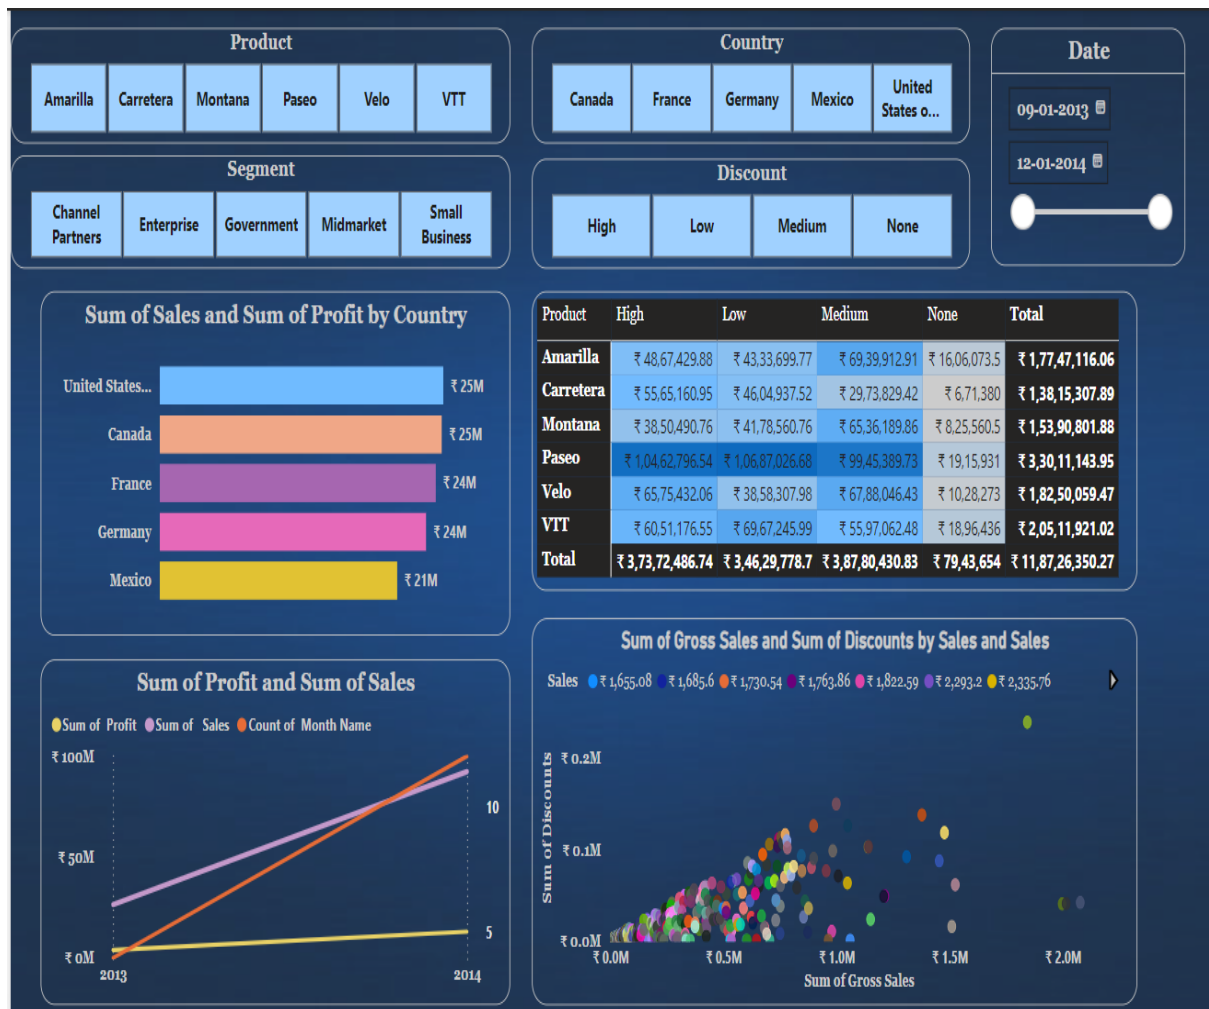 Product
Amarilla Carretera Montana Paseo Velo VTT
Country
Canada France Germany Mexico United States o...
Date
09-01-2013
12-01-2014
Segment
Channel Partners Enterprise Government Midmarket Small Business
Discount
High Low Medium None
Sum of Sales and Sum of Profit by Country
United States... ₹ 25M
Canada ₹ 25M
France ₹ 24M
Germany ₹ 24M
Mexico ₹ 21M
Product High Low Medium None Total
Amarilla ₹ 48,67,429.88 ₹ 43,33,699.77 ₹ 69,39,912.91 ₹ 16,06,073.5 ₹ 1,77,47,116.06
Carretera ₹ 55,65,160.95 ₹ 46,04,937.52 ₹ 29,73,829.42 ₹ 6,71,380 ₹ 1,38,15,307.89
Montana ₹ 38,50,490.76 ₹ 41,78,560.76 ₹ 65,36,189.86 ₹ 8,25,560.5 ₹ 1,53,90,801.88
Paseo ₹ 1,04,62,796.54 ₹ 1,06,87,026.68 ₹ 99,45,389.73 ₹ 19,15,931 ₹ 3,30,11,143.95
Velo ₹ 65,75,432.06 ₹ 38,58,307.98 ₹ 67,88,046.43 ₹ 10,28,273 ₹ 1,82,50,059.47
VTT ₹ 60,51,176.55 ₹ 69,67,245.99 ₹ 55,97,062.48 ₹ 18,96,436 ₹ 2,05,11,921.02
Total ₹ 3,73,72,486.74 ₹ 3,46,29,778.7 ₹ 3,87,80,430.83 ₹ 79,43,654 ₹ 11,87,26,350.27
Sum of Profit and Sum of Sales
Sum of Profit Sum of Sales Count of Month Name
₹ 100M
₹ 50M
₹ 0M
10
5
2013 2014
Sum of Gross Sales and Sum of Discounts by Sales and Sales
Sales ₹ 1,655.08 ₹ 1,685.6 ₹ 1,730.54 ₹ 1,763.86 ₹ 1,822.59 ₹ 2,293.2 ₹ 2,335.76
Sum of Discounts
₹ 0.2M
₹ 0.1M
₹ 0.0M
₹ 0.0M ₹ 0.5M ₹ 1.0M ₹ 1.5M ₹ 2.0M
Sum of Gross Sales